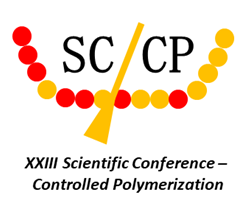 SC/CP
XXIII Scientific Conference –
Controlled Polymerization